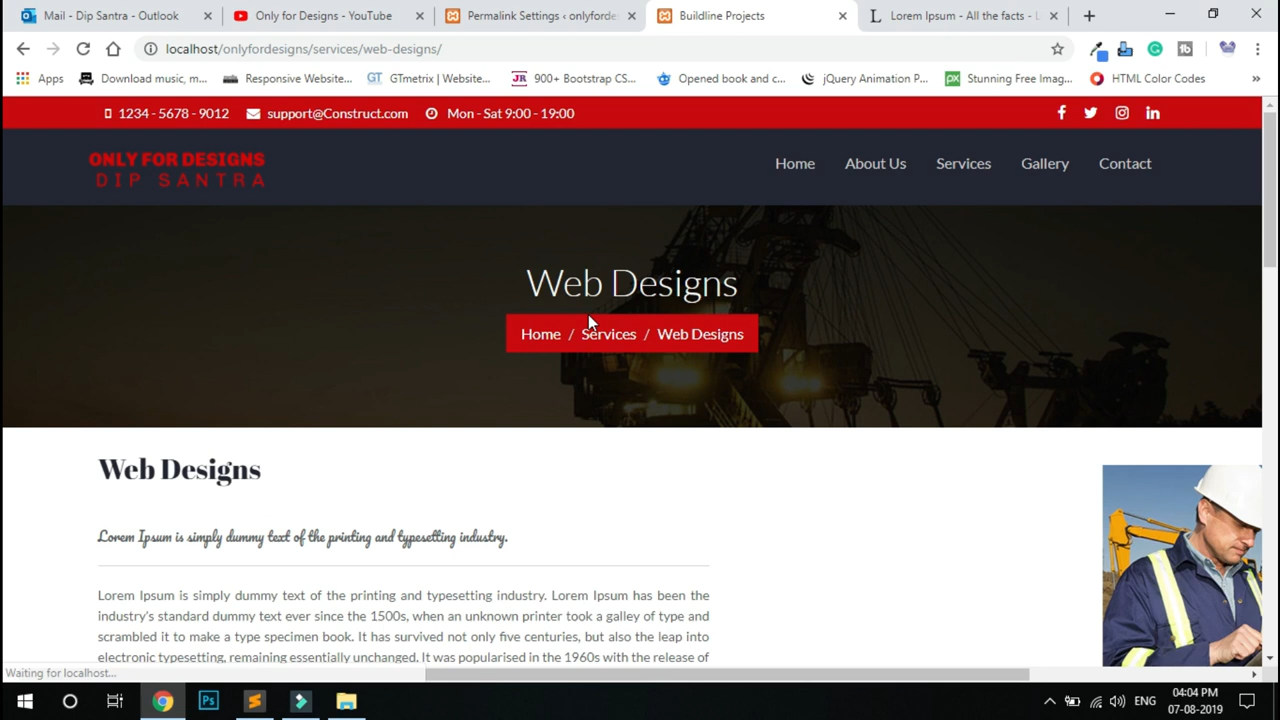 Mail - Dip Santra - Outlook
Only for Designs - YouTube
Permalink Settings ‹ onlyfordes
Buildline Projects
Lorem Ipsum - All the facts - L
localhost/onlyfordesigns/services/web-designs/
Apps
Download music, m...
Responsive Website...
GT
GTmetrix | Website...
JR
900+ Bootstrap CS...
Opened book and c...
jQuery Animation P...
px
Stunning Free Imag...
HTML Color Codes
»
1234 - 5678 - 9012
support@Construct.com
Mon - Sat 9:00 - 19:00
ONLY FOR DESIGNS
DIP SANTRA
Home
About Us
Services
Gallery
Contact
Web Designs
Home / Services / Web Designs
Web Designs
Lorem Ipsum is simply dummy text of the printing and typesetting industry.
Lorem Ipsum is simply dummy text of the printing and typesetting industry. Lorem Ipsum has been the
industry's standard dummy text ever since the 1500s, when an unknown printer took a galley of type and
scrambled it to make a type specimen book. It has survived not only five centuries, but also the leap into
electronic typesetting, remaining essentially unchanged. It was popularised in the 1960s with the release of
Waiting for localhost...
Ps
ENG
04:04 PM
07-08-2019